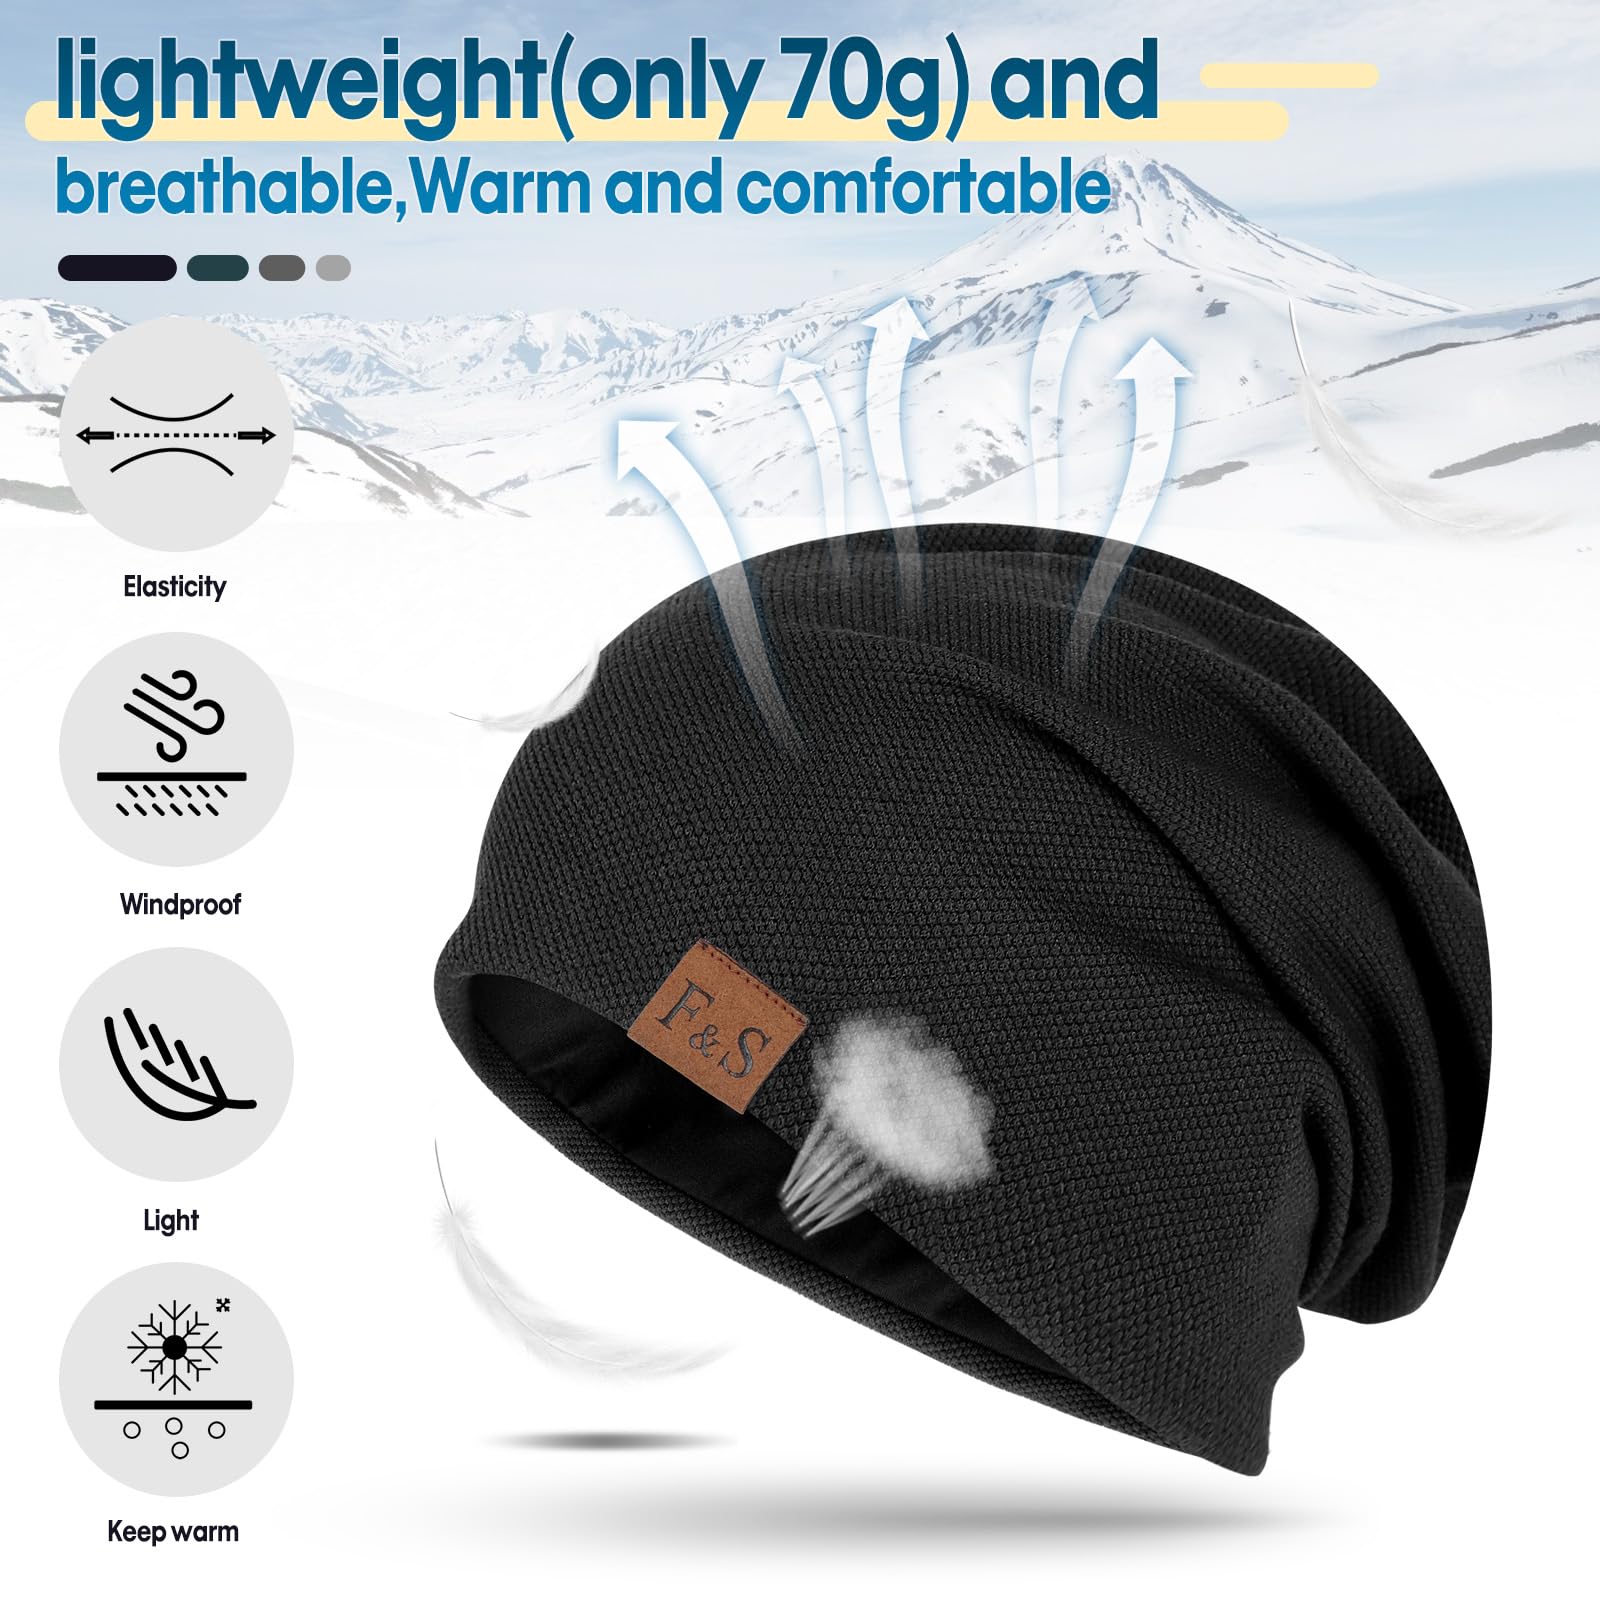 lightweight(only 70g) and
breathable,Warm and comfortable
Elasticity
Windproof
Light
Keep warm
F&S